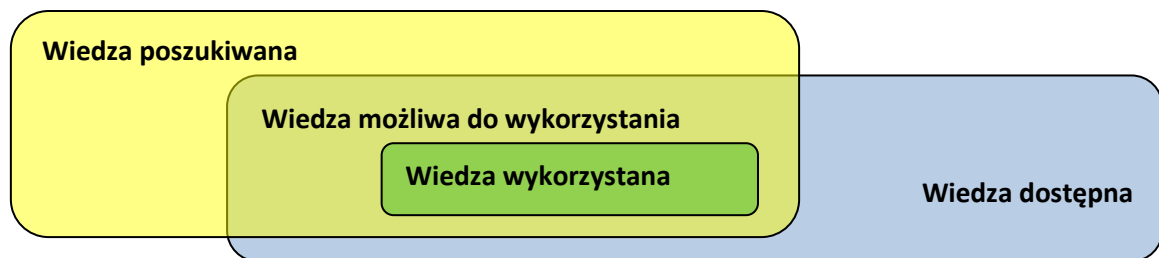 Wiedza poszukiwana
Wiedza możliwa do wykorzystania
Wiedza wykorzystana
Wiedza dostępna